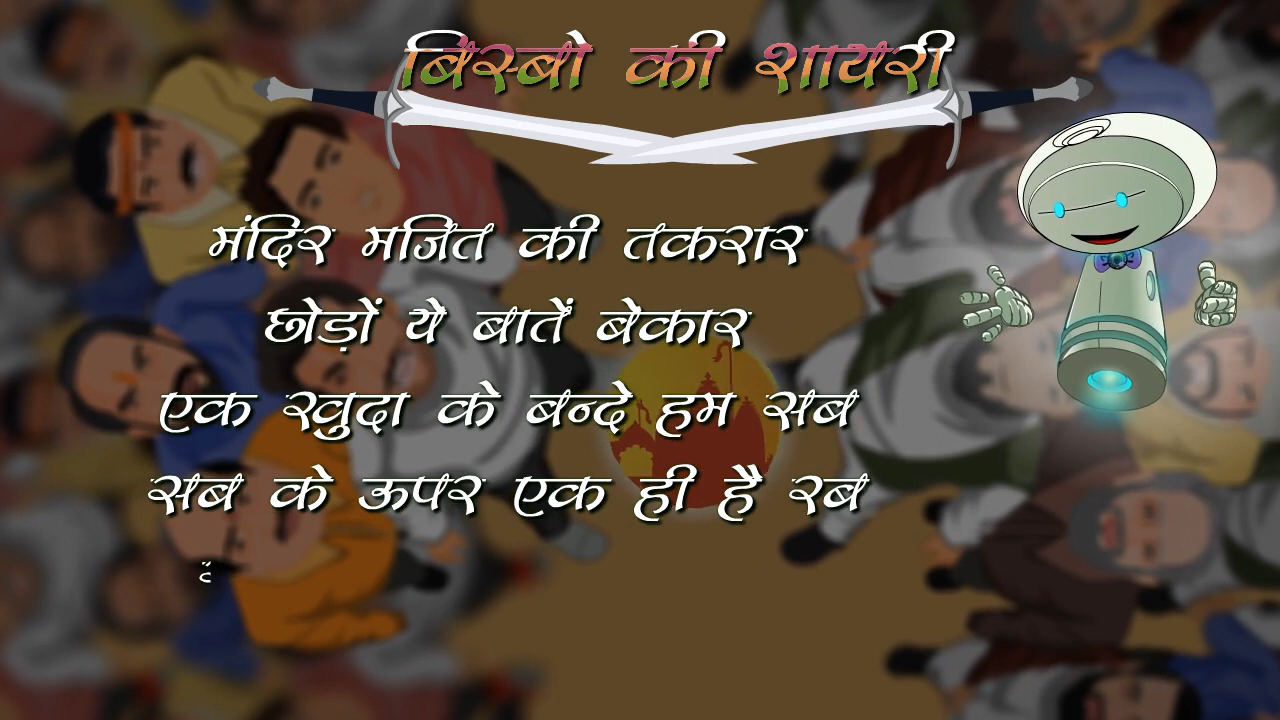 बिस्बो की शायरी
मंदिर मजित की तकरार
छोड़ों ये बातें बेकार
एक खुदा के बन्दे हम सब
सब के ऊपर एक ही है रब